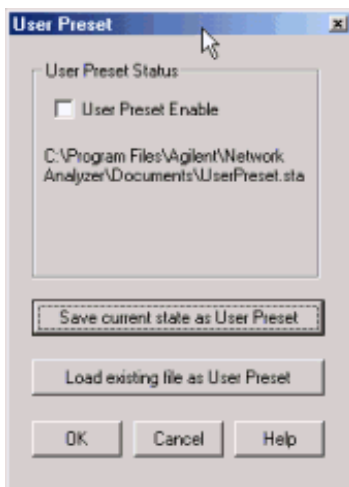 User Preset
User Preset Status
User Preset Enable
C:\Program Files\Agilent\Network
Analyzer\Documents\UserPreset.sta
Save current state as User Preset
Load existing file as User Preset
OK Cancel Help